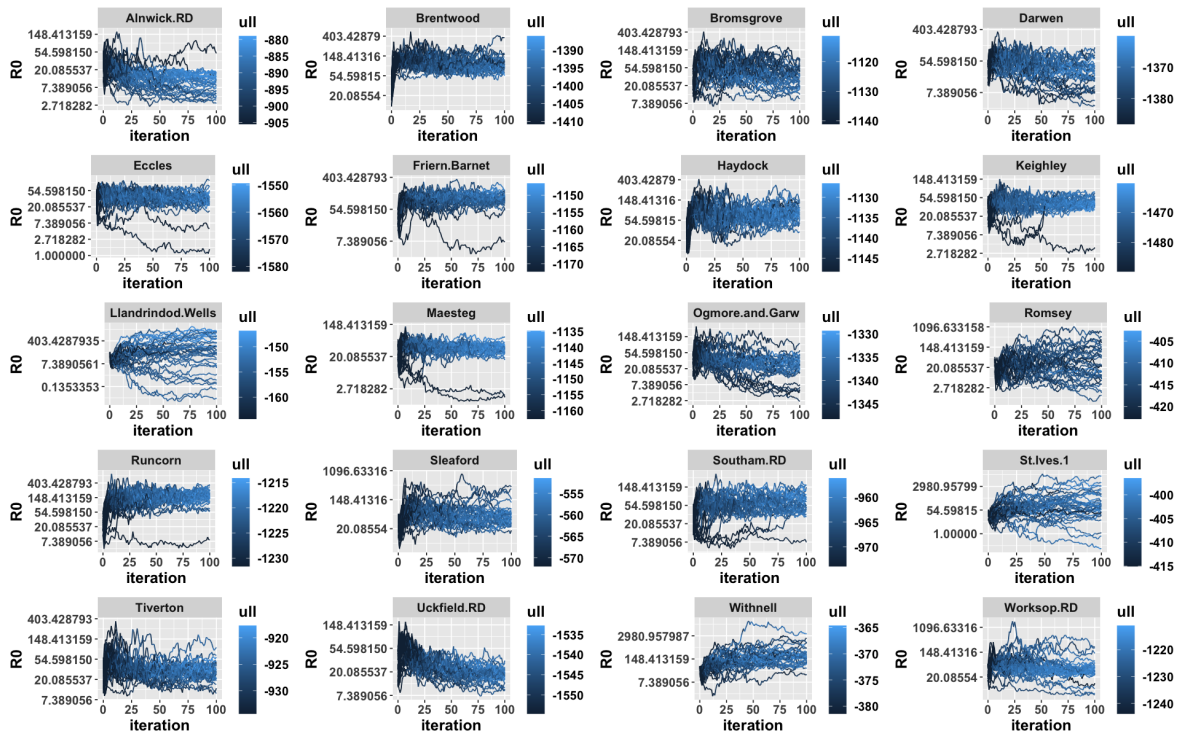 Alnwick.RD
R0
148.413159
54.598150
20.085537
7.389056
2.718282
0 25 50 75 100
iteration
ull
-880
-885
-890
-895
-900
-905
Brentwood
R0
403.42879
148.41316
54.59815
20.08554
0 25 50 75 100
iteration
ull
-1390
-1395
-1400
-1405
-1410
Bromsgrove
R0
403.428793
148.413159
54.598150
20.085537
7.389056
0 25 50 75 100
iteration
ull
-1120
-1130
-1140
Darwen
R0
403.428793
54.598150
7.389056
0 25 50 75 100
iteration
ull
-1370
-1380
Eccles
R0
54.598150
20.085537
7.389056
2.718282
1.000000
0 25 50 75 100
iteration
ull
-1550
-1560
-1570
-1580
Friern.Barnet
R0
403.428793
54.598150
7.389056
0 25 50 75 100
iteration
ull
-1150
-1155
-1160
-1165
-1170
Haydock
R0
403.42879
148.41316
54.59815
20.08554
0 25 50 75 100
iteration
ull
-1130
-1135
-1140
-1145
Keighley
R0
148.413159
54.598150
20.085537
7.389056
2.718282
0 25 50 75 100
iteration
ull
-1470
-1480
Llandrindod.Wells
R0
403.4287935
7.3890561
0.1353353
0 25 50 75 100
iteration
ull
-150
-155
-160
Maesteg
R0
148.413159
20.085537
2.718282
0 25 50 75 100
iteration
ull
-1135
-1140
-1145
-1150
-1155
-1160
Ogmore.and.Garw
R0
148.413159
54.598150
20.085537
7.389056
2.718282
0 25 50 75 100
iteration
ull
-1330
-1335
-1340
-1345
Romsey
R0
1096.633158
148.413159
20.085537
2.718282
0 25 50 75 100
iteration
ull
-405
-410
-415
-420
Runcorn
R0
403.428793
148.413159
54.598150
20.085537
7.389056
0 25 50 75 100
iteration
ull
-1215
-1220
-1225
-1230
Sleaford
R0
1096.63316
148.41316
20.08554
0 25 50 75 100
iteration
ull
-555
-560
-565
-570
Southam.RD
R0
148.413159
54.598150
20.085537
7.389056
0 25 50 75 100
iteration
ull
-960
-965
-970
St.Ives.1
R0
2980.95799
54.59815
1.00000
0 25 50 75 100
iteration
ull
-400
-405
-410
-415
Tiverton
R0
403.428793
148.413159
54.598150
20.085537
7.389056
0 25 50 75 100
iteration
ull
-920
-925
-930
Uckfield.RD
R0
148.413159
54.598150
20.085537
7.389056
0 25 50 75 100
iteration
ull
-1535
-1540
-1545
-1550
Withnell
R0
2980.957987
148.413159
7.389056
0 25 50 75 100
iteration
ull
-365
-370
-375
-380
Worksop.RD
R0
1096.63316
148.41316
20.08554
0 25 50 75 100
iteration
ull
-1220
-1230
-1240